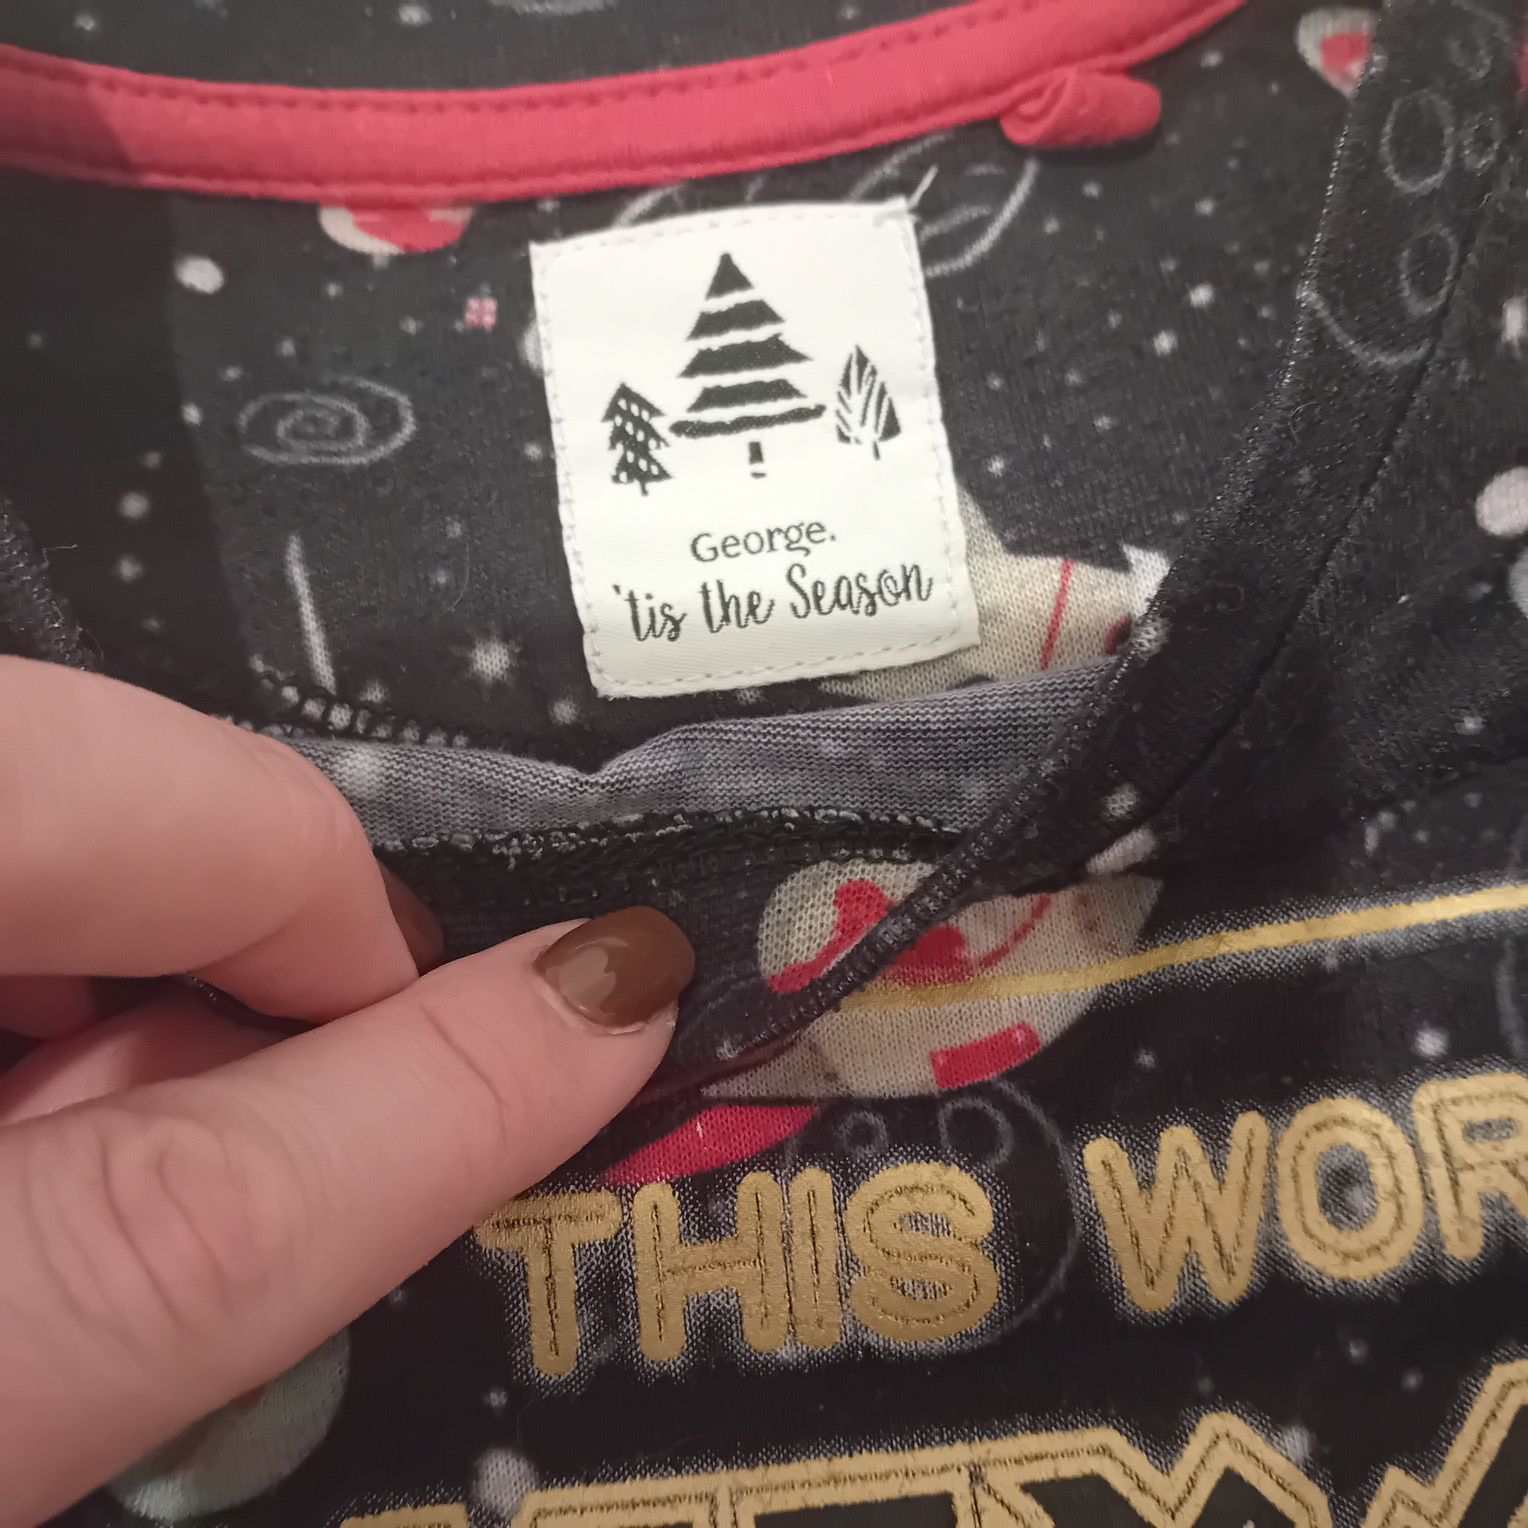 George.
'tis the Season
THIS WOR